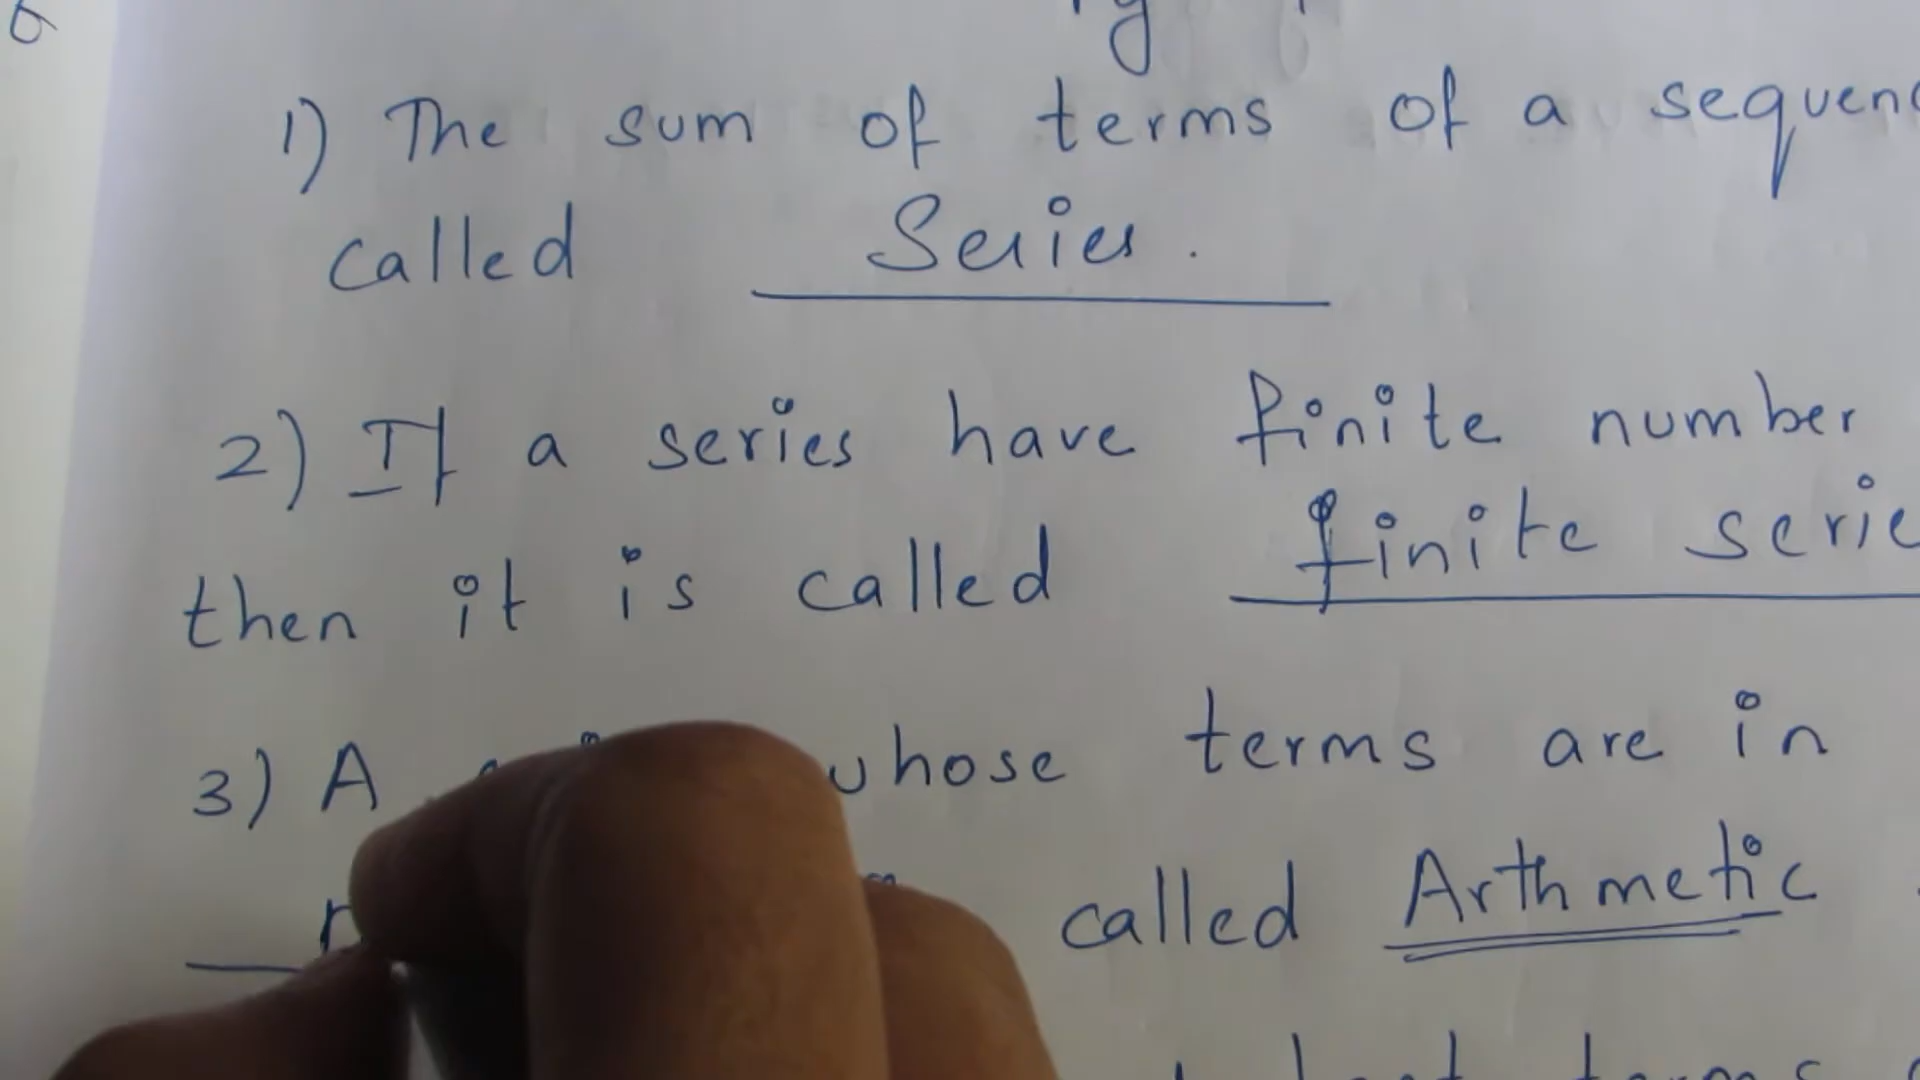 1) The sum of terms of a sequenc
called Series.
2) If a series have finite number
then it is called finite serie
3) A whose terms are in
called Arthmetic